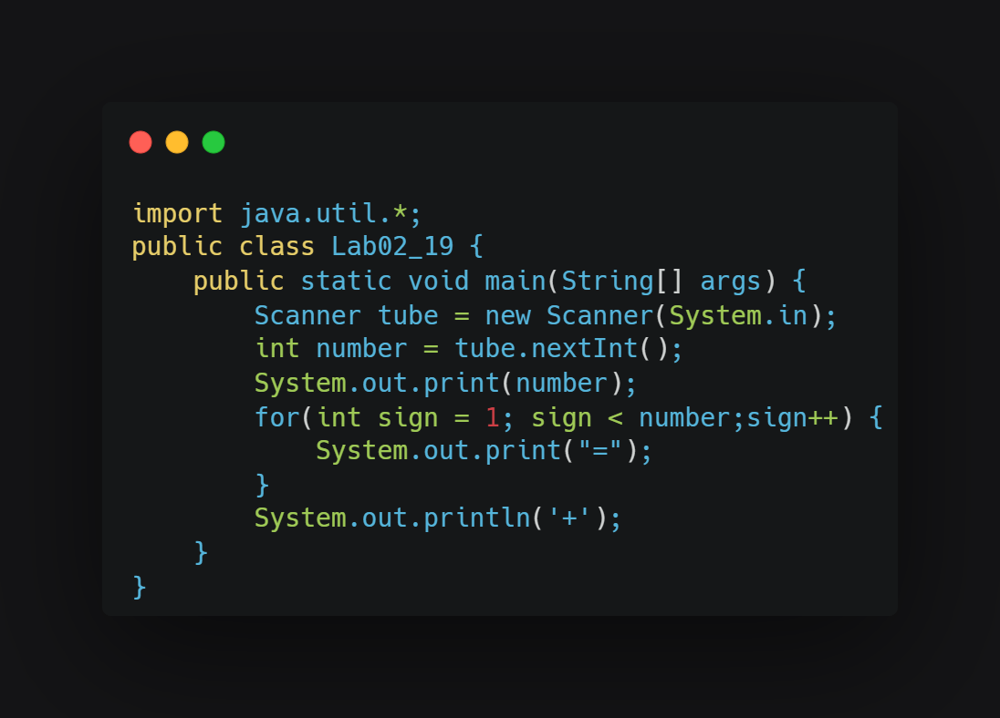 import java.util.*;
public class Lab02_19 {
    public static void main(String[] args) {
        Scanner tube = new Scanner(System.in);
        int number = tube.nextInt();
        System.out.print(number);
        for(int sign = 1; sign < number;sign++) {
            System.out.print("=");
        }
        System.out.println('+');
    }
}